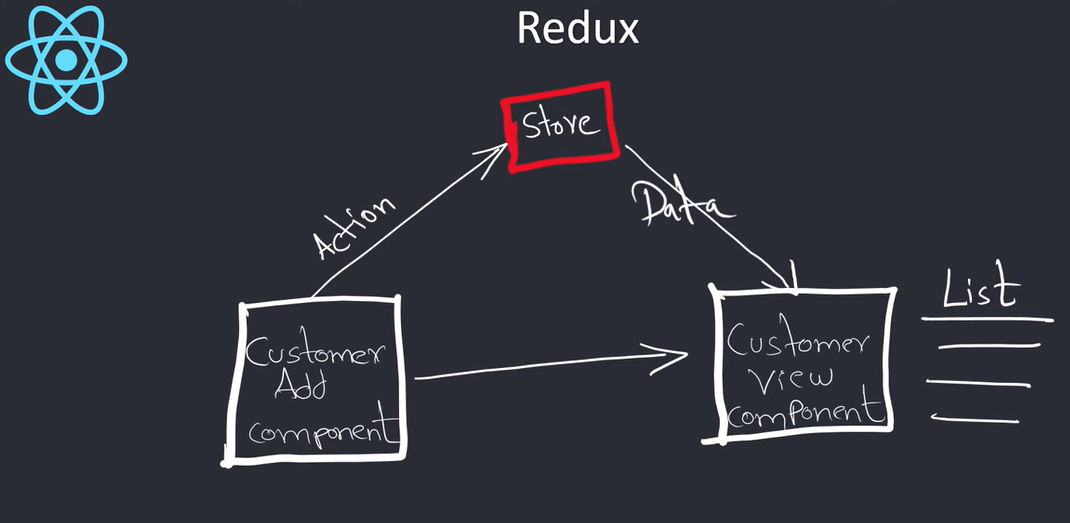 Redux
Store
Action
Data
List
Customer
Add
component
Customer
View
component